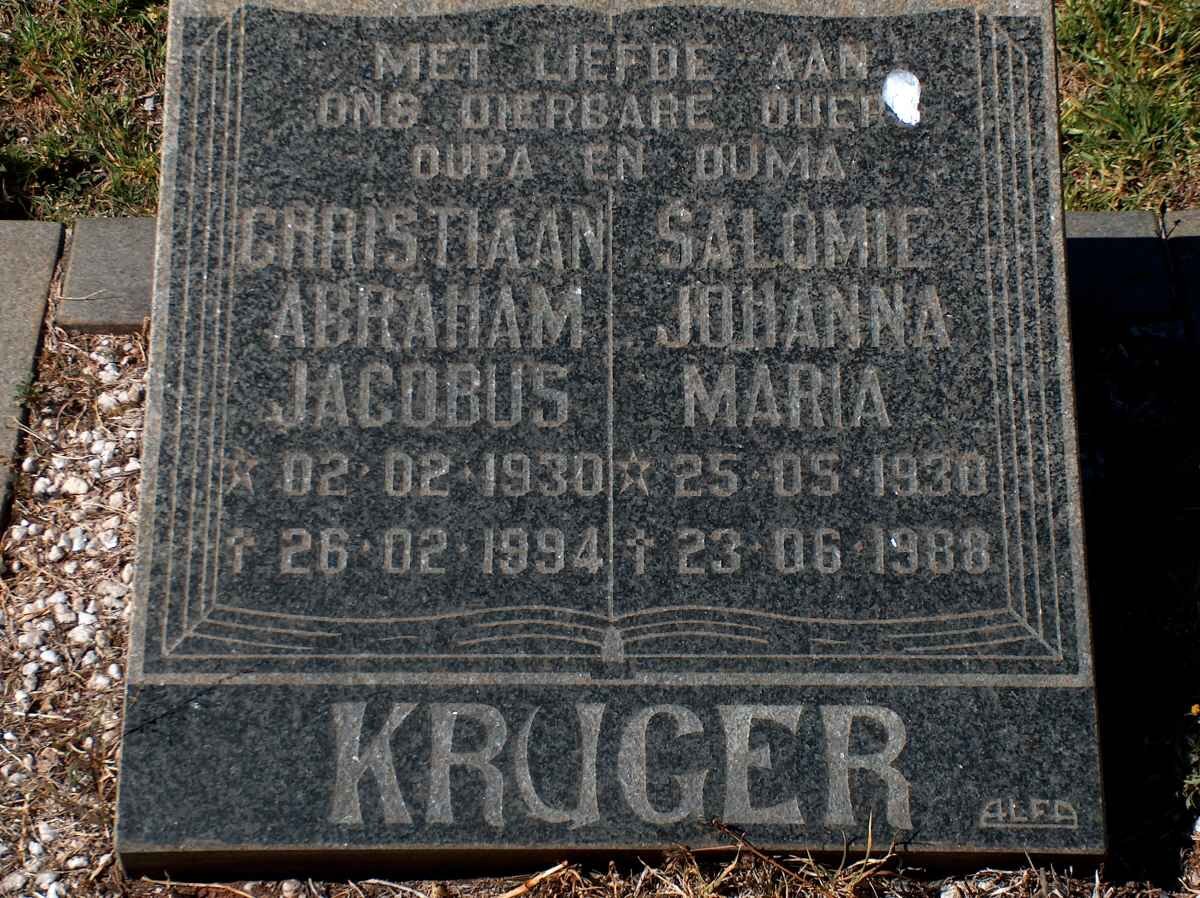 MET LIEFDE AAN
ONS DIERBARE OUERS
OUPA EN OUMA
CHRISTIAAN
ABRAHAM
JACOBUS
☆ 02·02·1930
✝ 26·02·1994
SALOMIE
JOHANNA
MARIA
☆ 25·05·1930
✝ 23·06·1988
KRUGER
ALFA